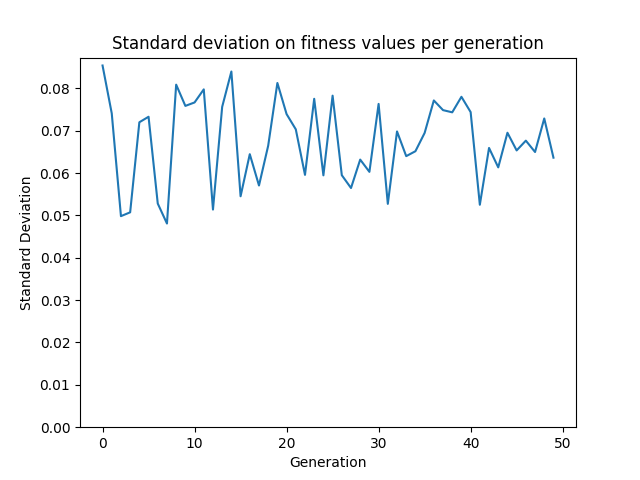 Standard deviation on fitness values per generation
0.08
0.07
0.06
0.05
0.04
0.03
0.02
0.01
0.00
Standard Deviation
0 10 20 30 40 50
Generation